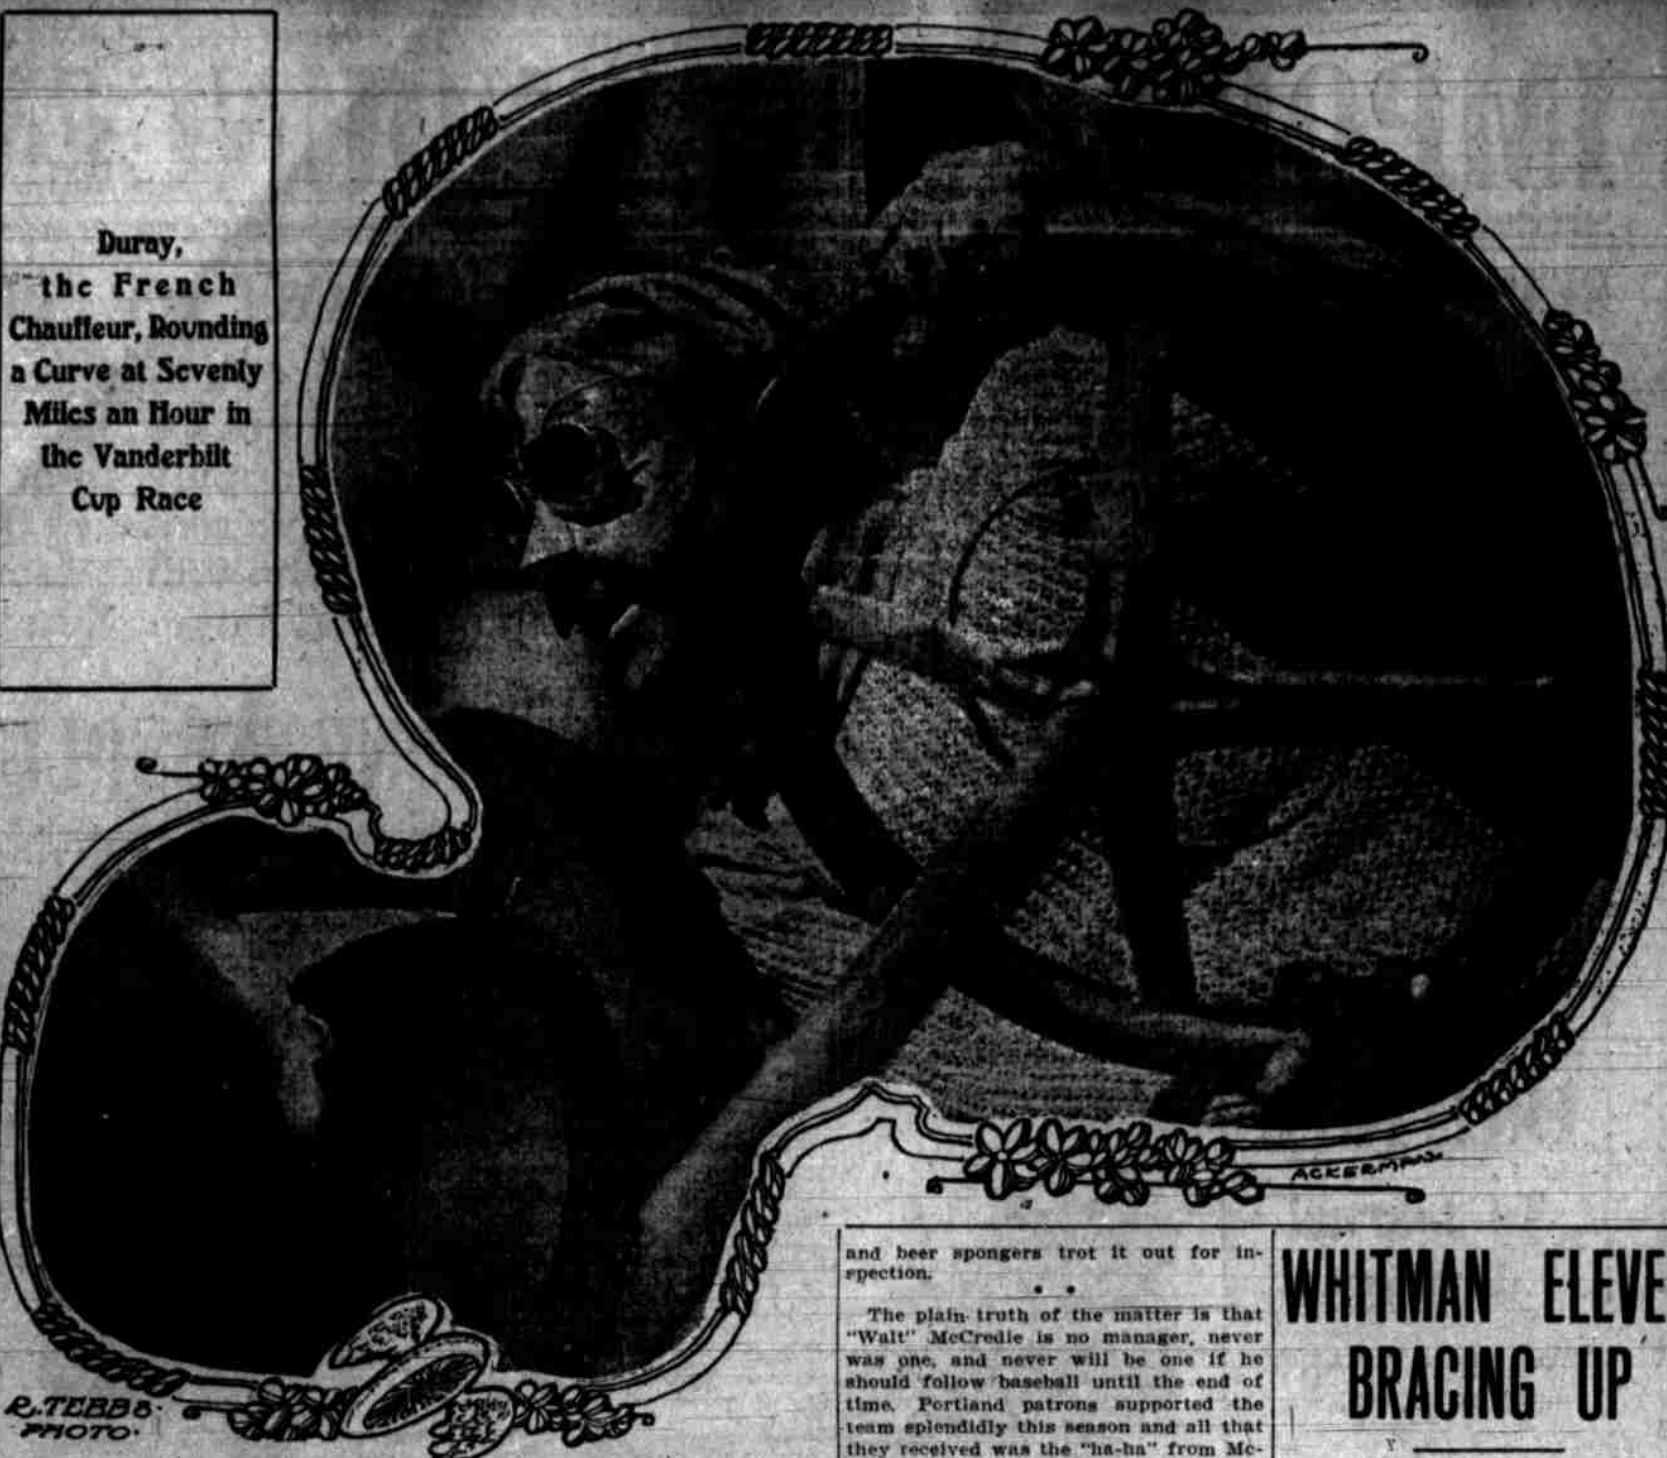 Duray,
the French
Chauffeur, Rounding
a Curve at Seventy
Miles an Hour in
the Vanderbilt
Cup Race
ACKERMAN
R. TEBBS
PHOTO.
and beer spongers trot it out for in-
spection.
The plain truth of the matter is that
"Walt" McCredie is no manager, never
was one, and never will be one if he
should follow baseball until the end of
time. Portland patrons supported the
team splendidly this season and all that
they received was the "ha-ha" from Mc-
WHITMAN ELEVE
BRACING UP